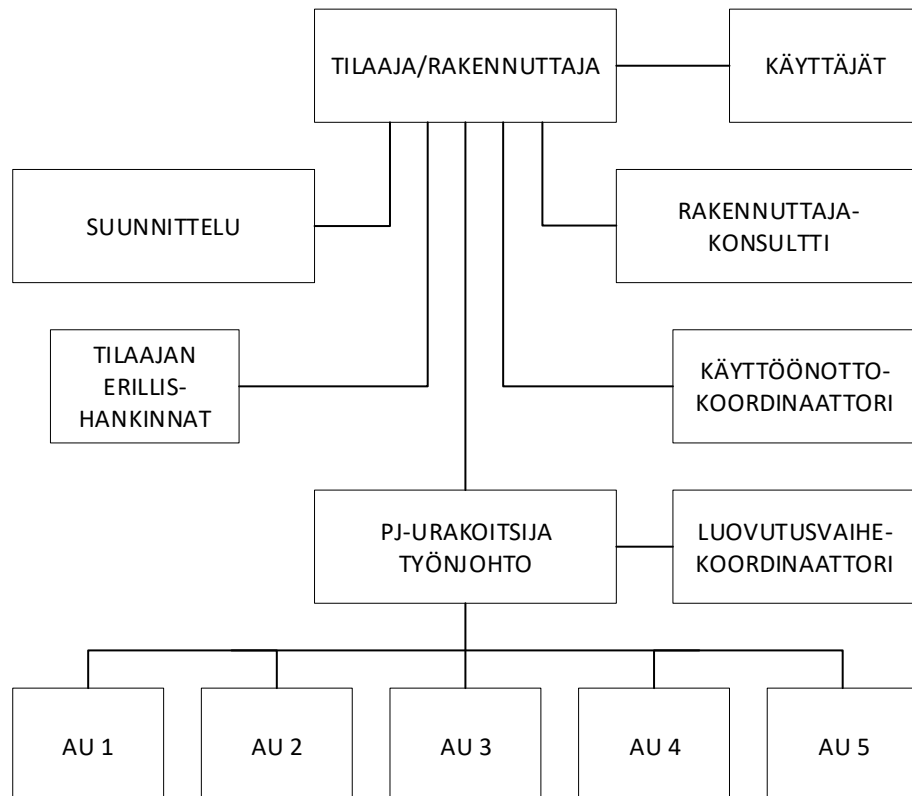 TILAAJA/RAKENNUTTAJA
KÄYTTÄJÄT
SUUNNITTELU
RAKENNUTTAJA-
KONSULTTI
TILAAJAN
ERILLIS-
HANKINNAT
KÄYTTÖÖNOTTO-
KOORDINAATTORI
PJ-URAKOITSIJA
TYÖNJOHTO
LUOVUTUSVAIHE-
KOORDINAATTORI
AU 1
AU 2
AU 3
AU 4
AU 5